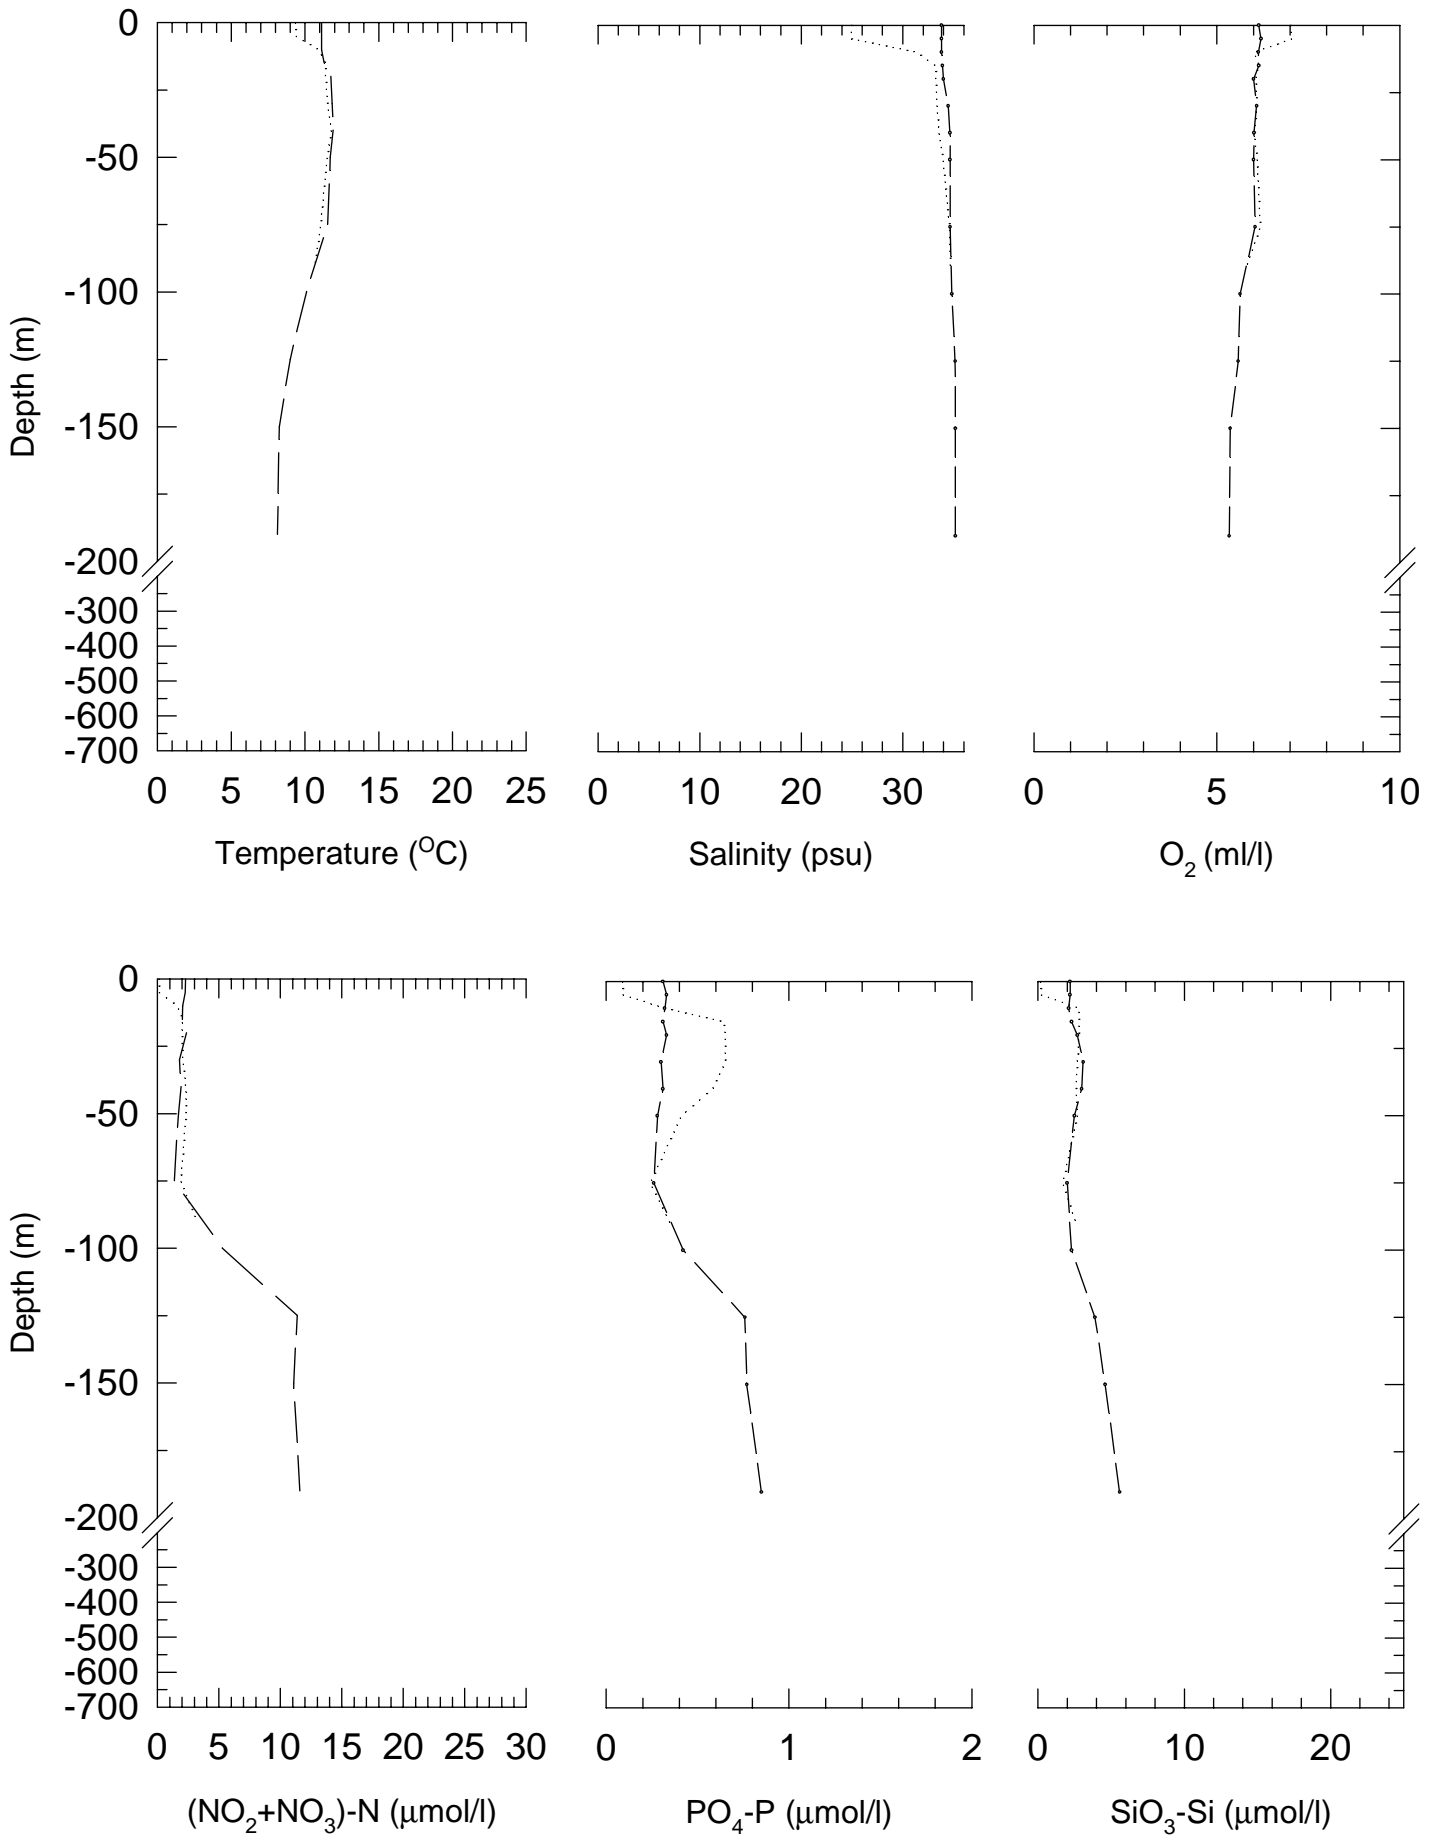 0
-50
-100
-150
-200
-300
-400
-500
-600
-700
Depth (m)
0 5 10 15 20 25
Temperature (°C)
0 10 20 30
Salinity (psu)
0 5 10
O2 (ml/l)
0
-50
-100
-150
-200
-300
-400
-500
-600
-700
Depth (m)
0 5 10 15 20 25 30
(NO2+NO3)-N (μmol/l)
0 1 2
PO4-P (μmol/l)
0 10 20
SiO3-Si (μmol/l)